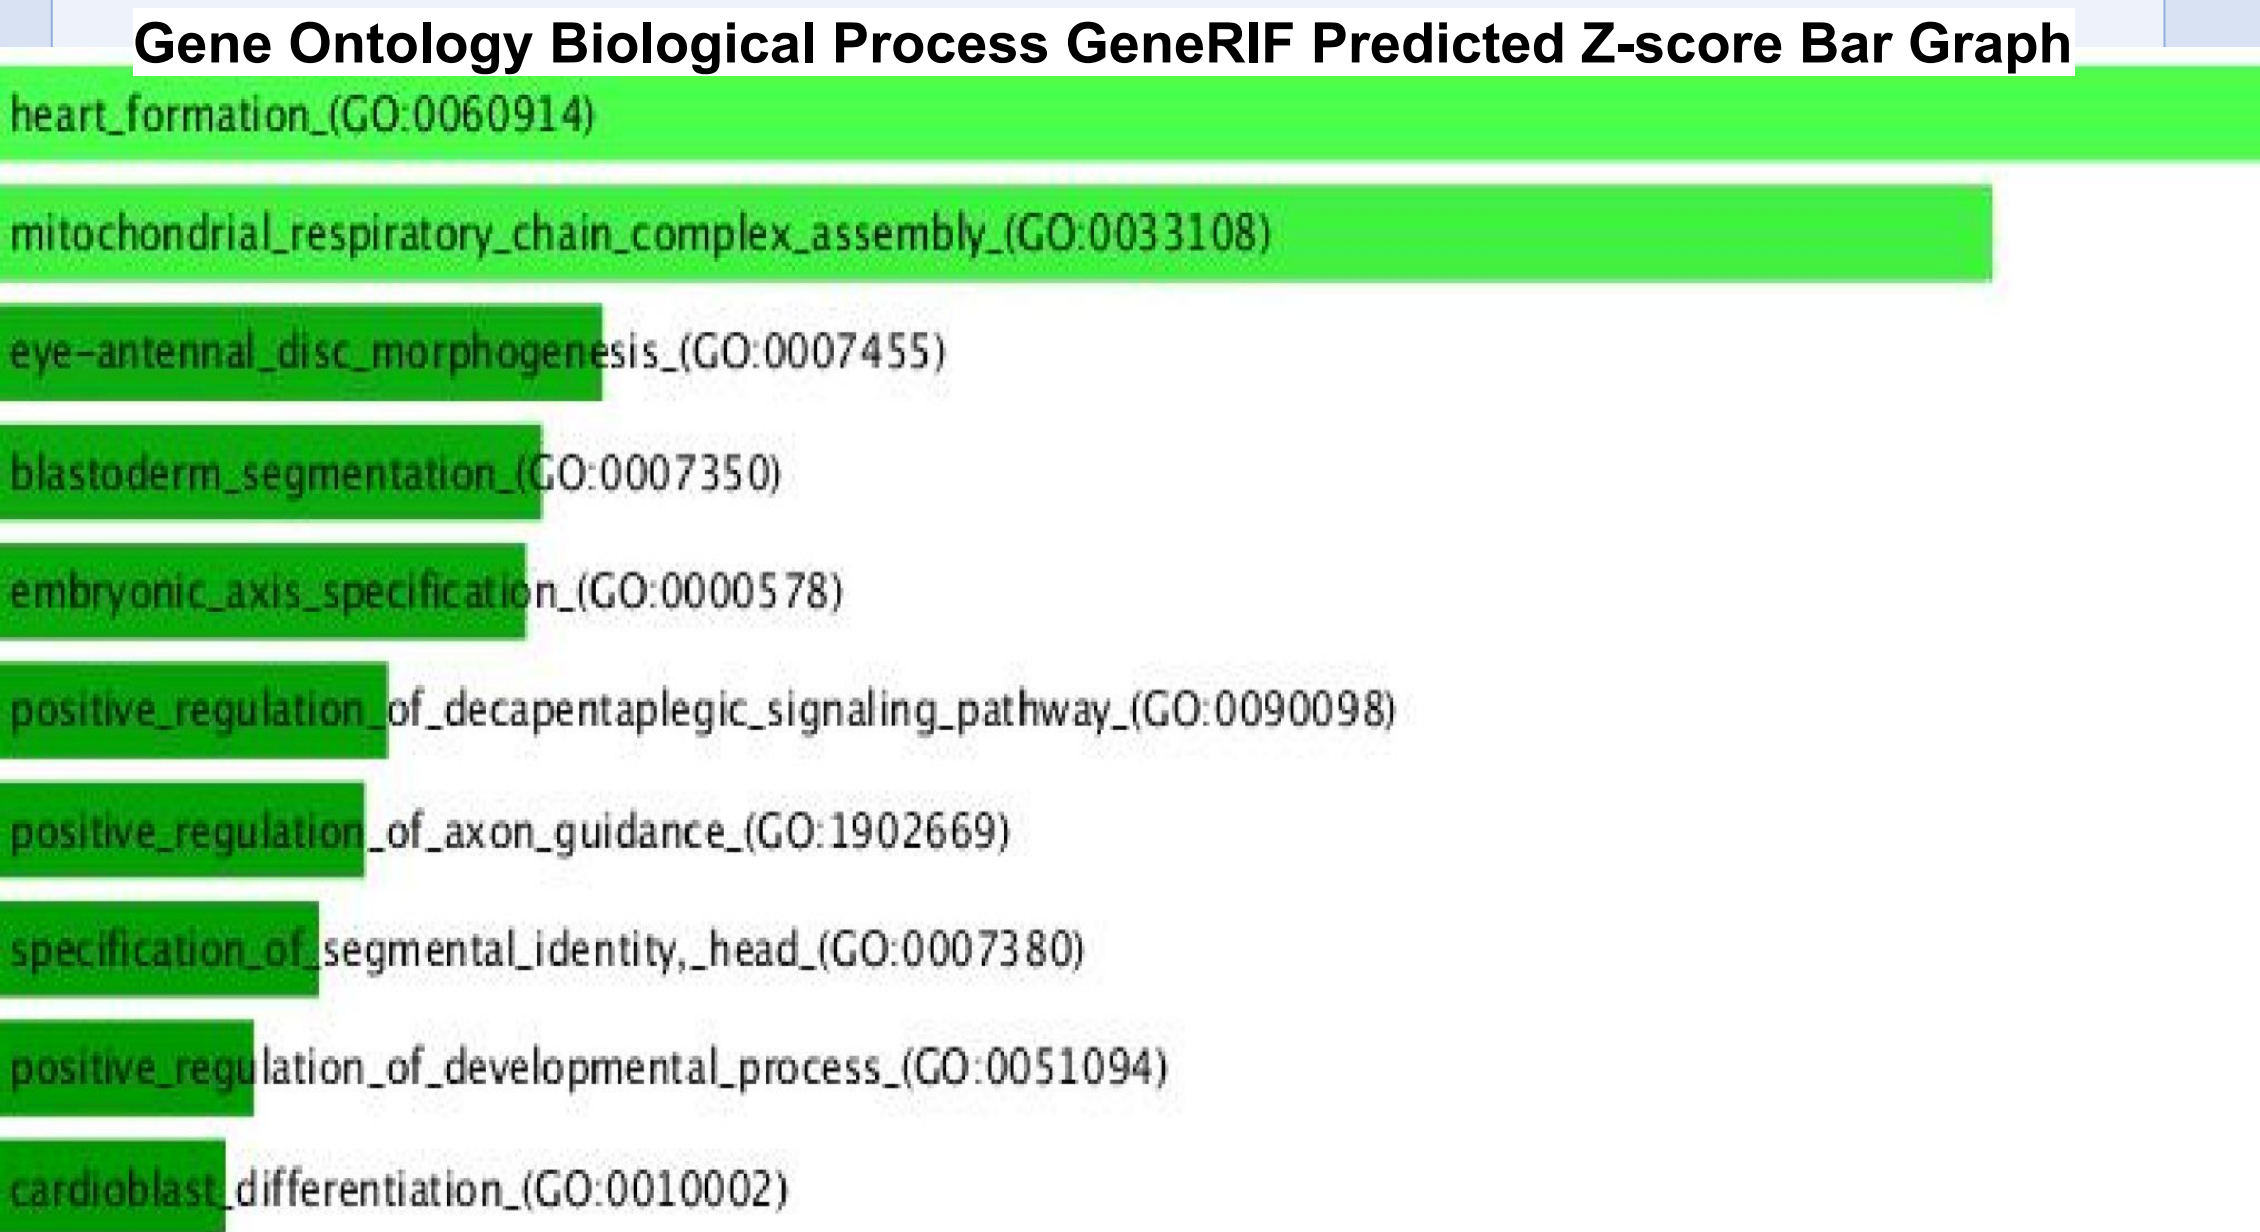 Gene Ontology Biological Process GeneRIF Predicted Z-score Bar Graph
heart_formation_(GO:0060914)
mitochondrial_respiratory_chain_complex_assembly_(GO:0033108)
eye-antennal_disc_morphogenesis_(GO:0007455)
blastoderm_segmentation_(GO:0007350)
embryonic_axis_specification_(GO:0000578)
positive_regulation_of_decapentaplegic_signaling_pathway_(GO:0090098)
positive_regulation_of_axon_guidance_(GO:1902669)
specification_of_segmental_identity,_head_(GO:0007380)
positive_regulation_of_developmental_process_(GO:0051094)
cardioblast_differentiation_(GO:0010002)